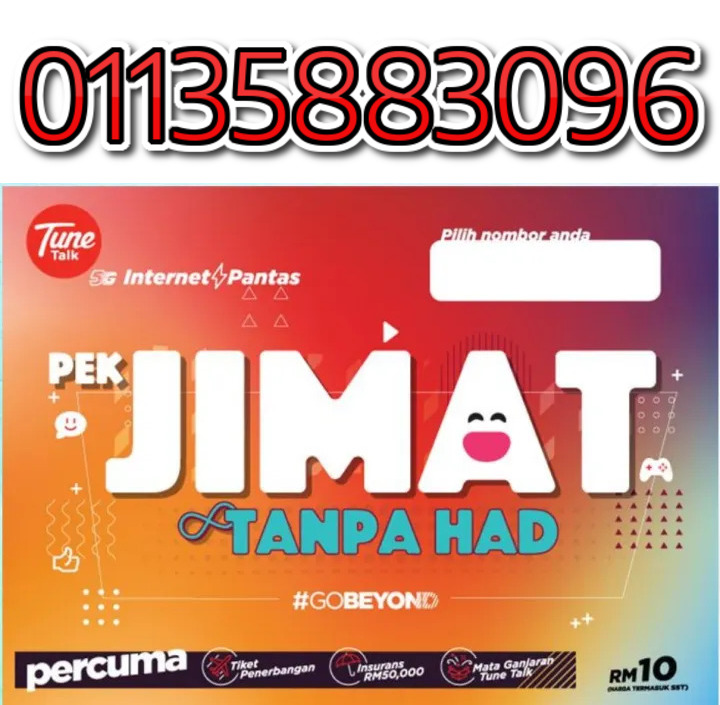 01135883096
Tune
Talk
Pilih nombor anda
5G Internet Pantas
PEK JIMAT
TANPA HAD
#GOBEYOND
percuma
Tiket
Penerbangan
Insurans
RM50,000
Mata Ganjaran
Tune Talk
RM10
(HARGA TERMASUK SST)